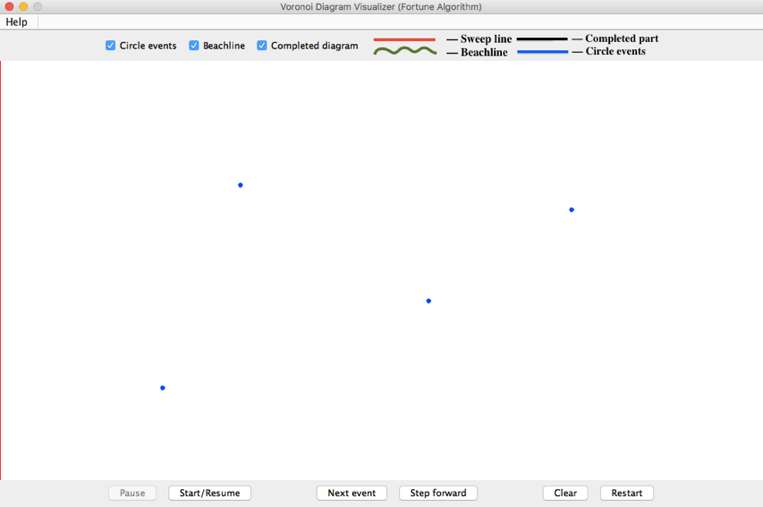 Voronoi Diagram Visualizer (Fortune Algorithm)
Help
Circle events Beachline Completed diagram — Sweep line — Completed part
— Beachline — Circle events
Pause Start/Resume Next event Step forward Clear Restart